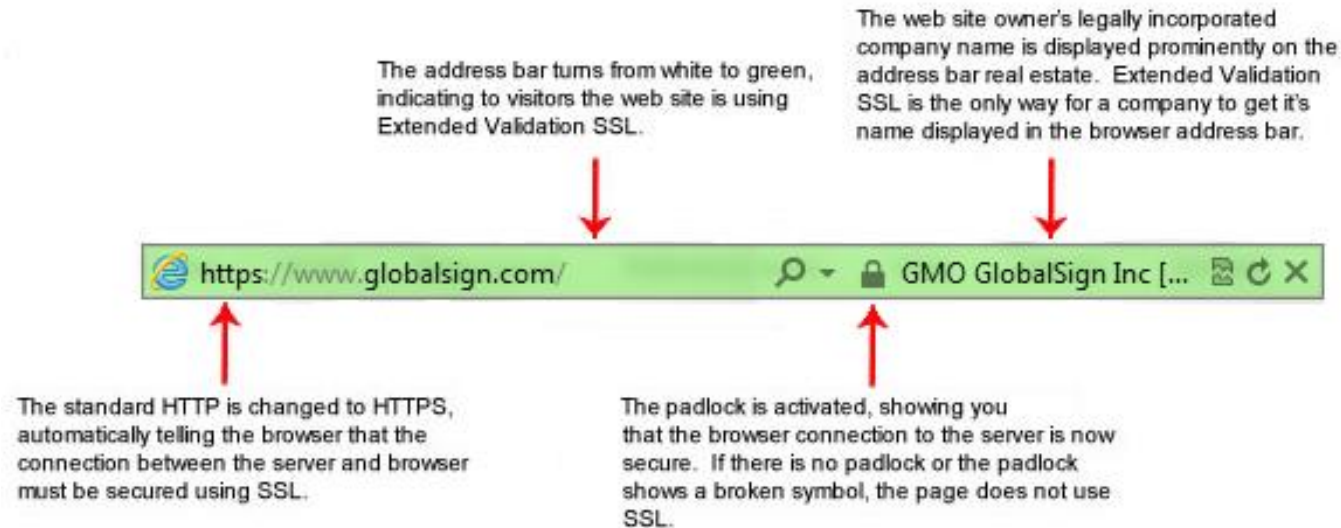 The web site owner's legally incorporated
company name is displayed prominently on the
address bar real estate.  Extended Validation
SSL is the only way for a company to get it's
name displayed in the browser address bar.
The address bar turns from white to green,
indicating to visitors the web site is using
Extended Validation SSL.
https://www.globalsign.com/ GMO GlobalSign Inc [...
The standard HTTP is changed to HTTPS,
automatically telling the browser that the
connection between the server and browser
must be secured using SSL.
The padlock is activated, showing you
that the browser connection to the server is now
secure.  If there is no padlock or the padlock
shows a broken symbol, the page does not use
SSL.